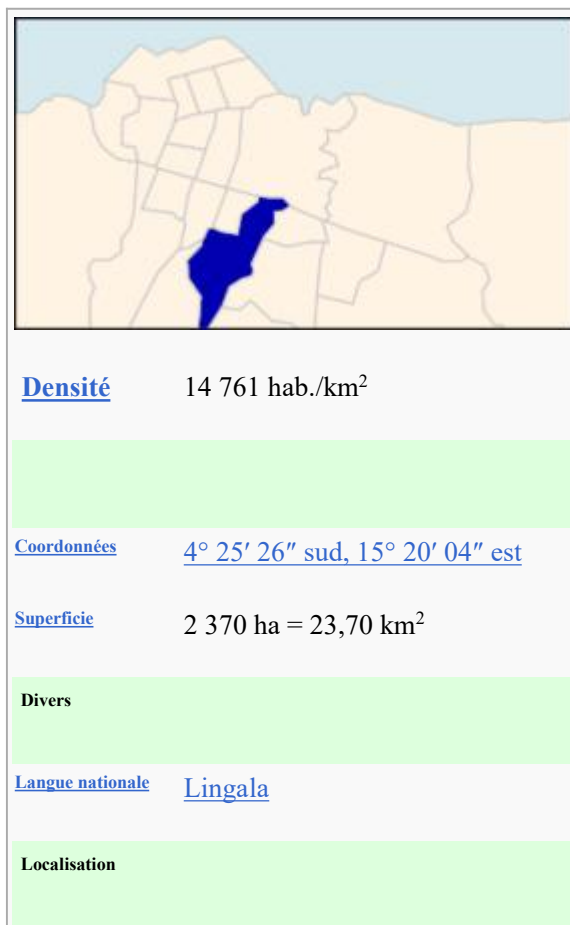 Densité 14 761 hab./km²
Coordonnées 4° 25′ 26″ sud, 15° 20′ 04″ est
Superficie 2 370 ha = 23,70 km²
Divers
Langue nationale Lingala
Localisation